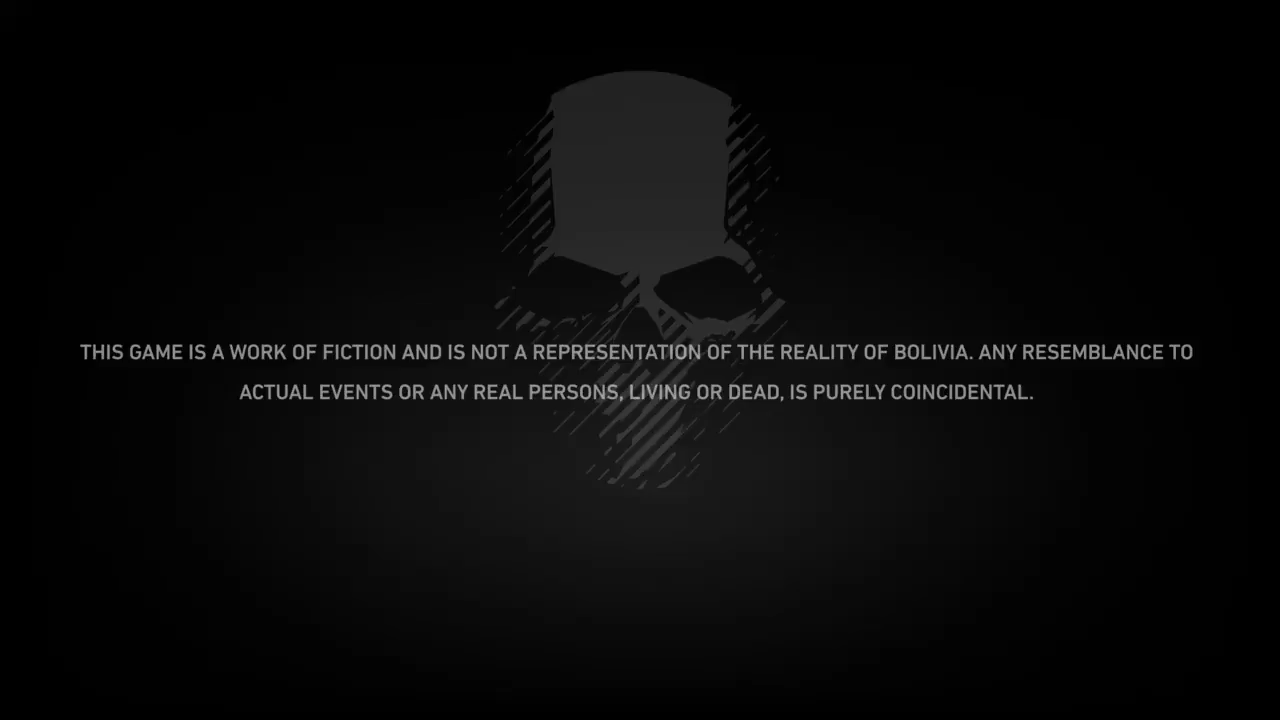 THIS GAME IS A WORK OF FICTION AND IS NOT A REPRESENTATION OF THE REALITY OF BOLIVIA. ANY RESEMBLANCE TO
ACTUAL EVENTS OR ANY REAL PERSONS, LIVING OR DEAD, IS PURELY COINCIDENTAL.